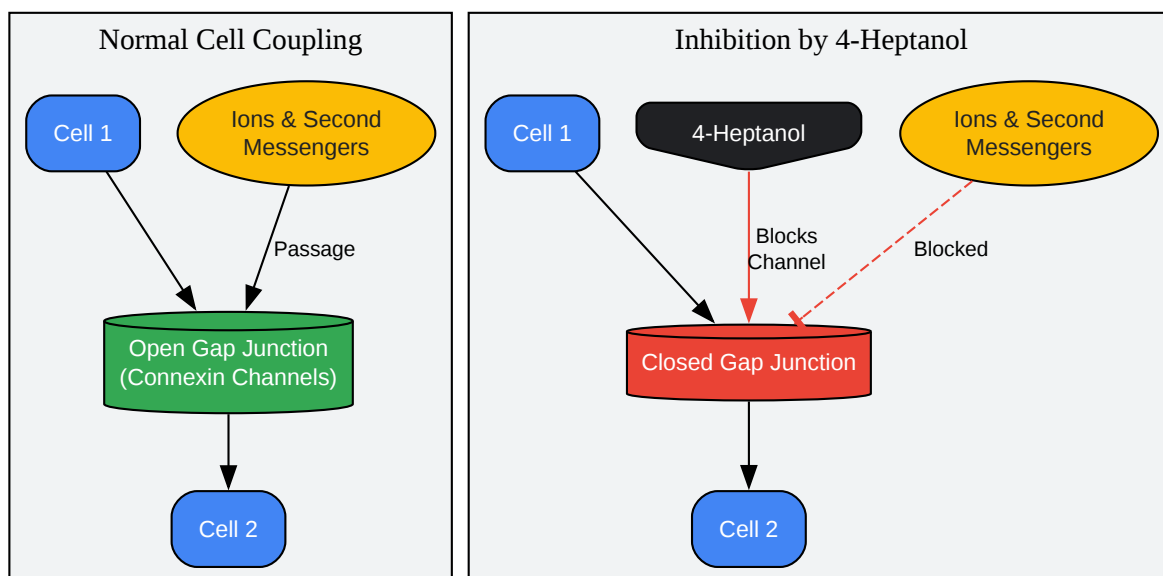 Normal Cell Coupling
Cell 1
Ions & Second
Messengers
Passage
Open Gap Junction
(Connexin Channels)
Cell 2
Inhibition by 4-Heptanol
Cell 1
4-Heptanol
Ions & Second
Messengers
Blocks
Channel
Blocked
Closed Gap Junction
Cell 2